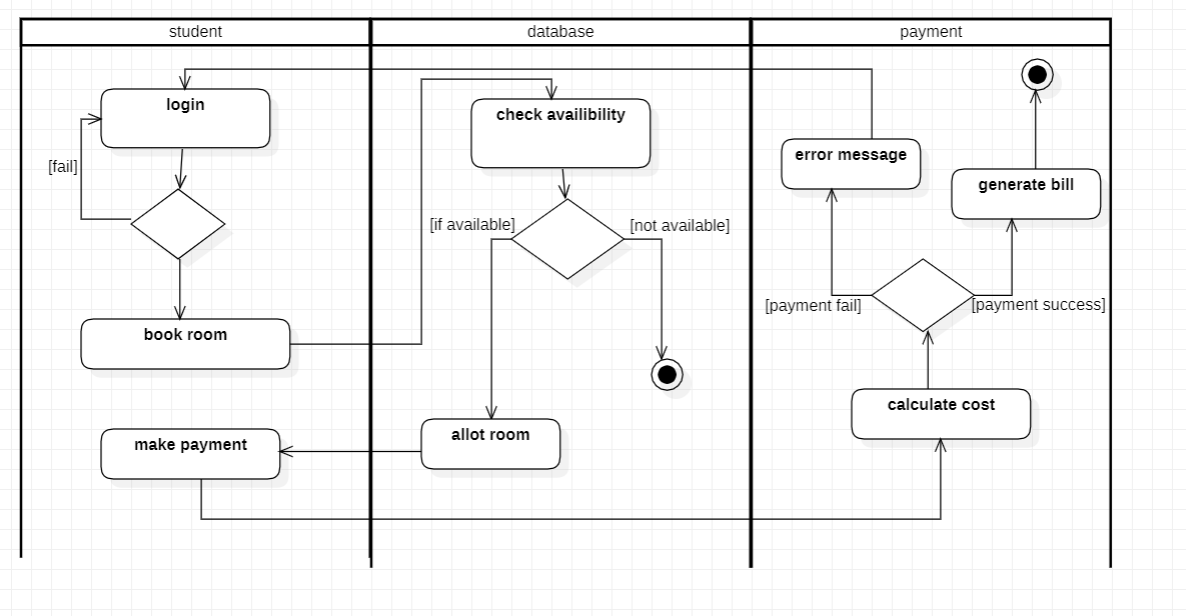 student
database
payment
login
check availibility
error message
[fail]
generate bill
[if available]
[not available]
[payment fail]
[payment success]
book room
calculate cost
allot room
make payment